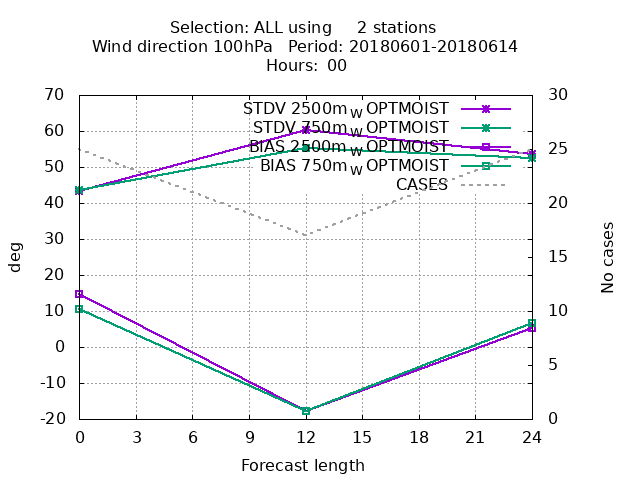 Selection: ALL using     2 stations
Wind direction 100hPa   Period: 20180601-20180614
Hours: 00
deg
No cases
70
60
50
40
30
20
10
0
-10
-20
30
25
20
15
10
5
0
STDV 2500m_W OPTMOIST
STDV 750m_W OPTMOIST
BIAS 2500m_W OPTMOIST
BIAS 750m_W OPTMOIST
CASES
0 3 6 9 12 15 18 21 24
Forecast length